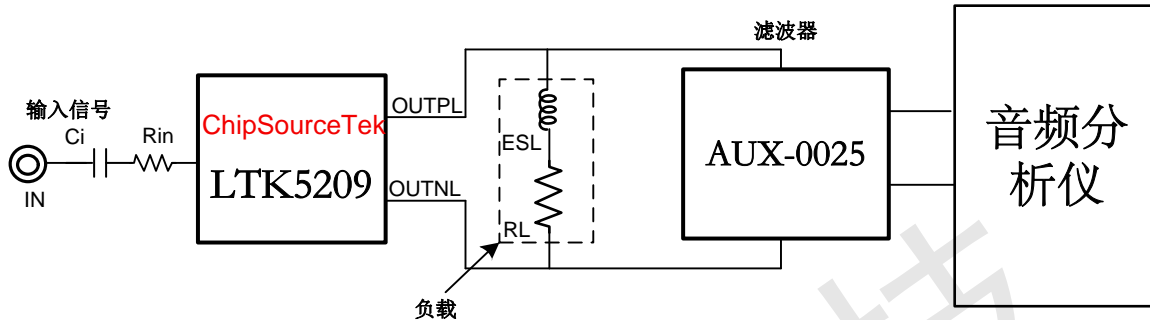 滤波器
输入信号
Ci
Rin
IN
ChipSourceTek
LTK5209
OUTPL
OUTNL
ESL
RL
负载
AUX-0025
音频分
析仪
技